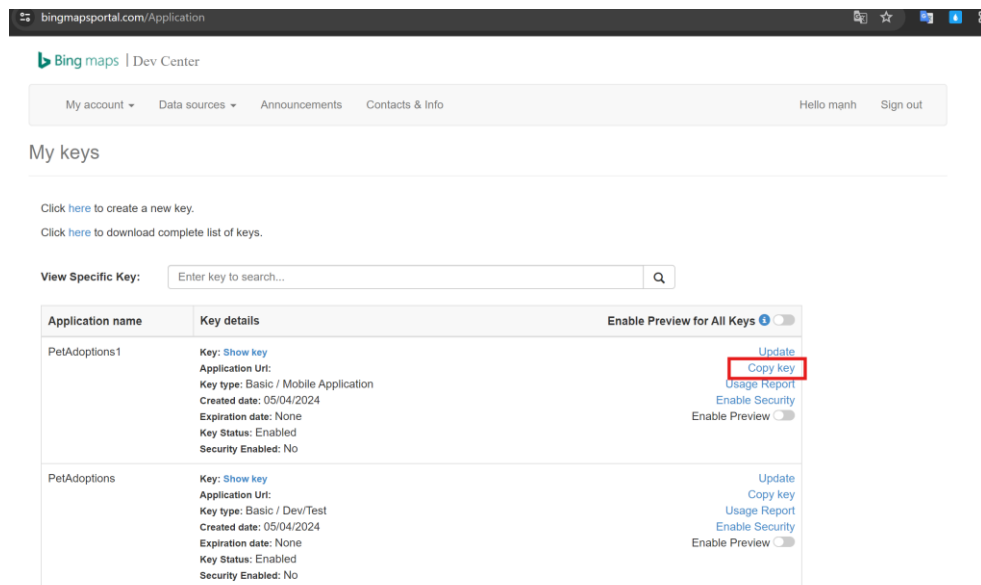 bingmapsportal.com/Application
Bing maps | Dev Center
My account Data sources Announcements Contacts & Info Hello mạnh Sign out
My keys
Click here to create a new key.
Click here to download complete list of keys.
View Specific Key: Enter key to search...
Application name Key details Enable Preview for All Keys
PetAdoptions1 Key: Show key Update
Application Url: Copy key
Key type: Basic / Mobile Application Usage Report
Created date: 05/04/2024 Enable Security
Expiration date: None Enable Preview
Key Status: Enabled
Security Enabled: No
PetAdoptions Key: Show key Update
Application Url: Copy key
Key type: Basic / Dev/Test Usage Report
Created date: 05/04/2024 Enable Security
Expiration date: None Enable Preview
Key Status: Enabled
Security Enabled: No